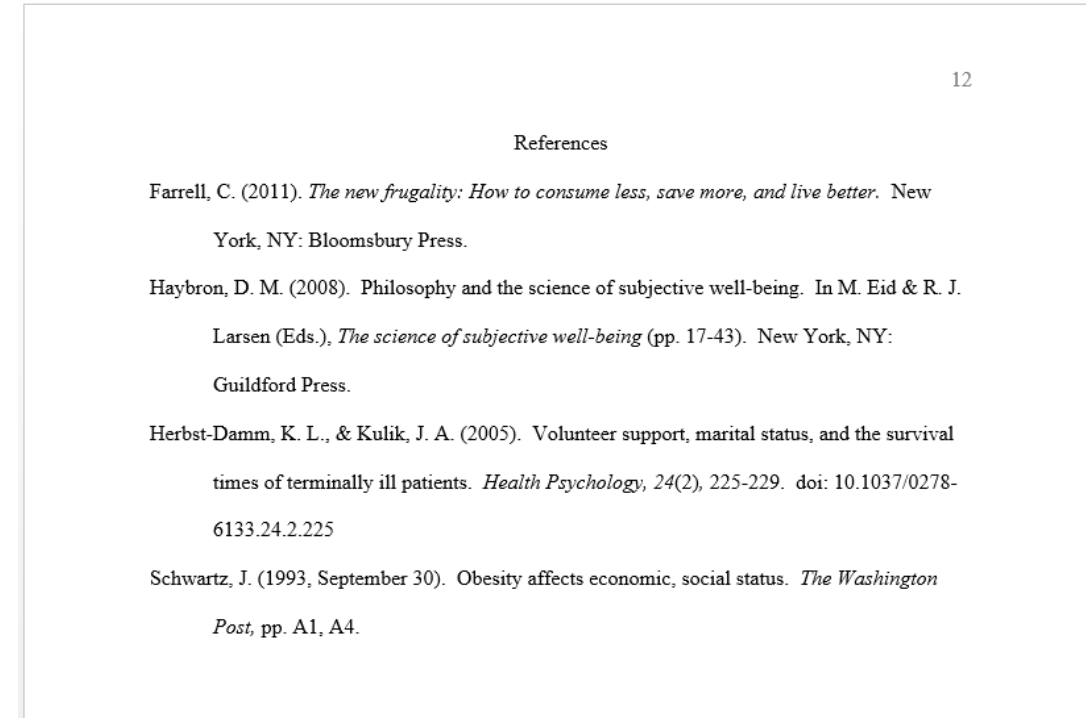 12
References
Farrell, C. (2011). The new frugality: How to consume less, save more, and live better.  New
York, NY: Bloomsbury Press.
Haybron, D. M. (2008).  Philosophy and the science of subjective well-being.  In M. Eid & R. J.
Larsen (Eds.), The science of subjective well-being (pp. 17-43).  New York, NY:
Guildford Press.
Herbst-Damm, K. L., & Kulik, J. A. (2005).  Volunteer support, marital status, and the survival
times of terminally ill patients.  Health Psychology, 24(2), 225-229.  doi: 10.1037/0278-
6133.24.2.225
Schwartz, J. (1993, September 30).  Obesity affects economic, social status.  The Washington
Post, pp. A1, A4.